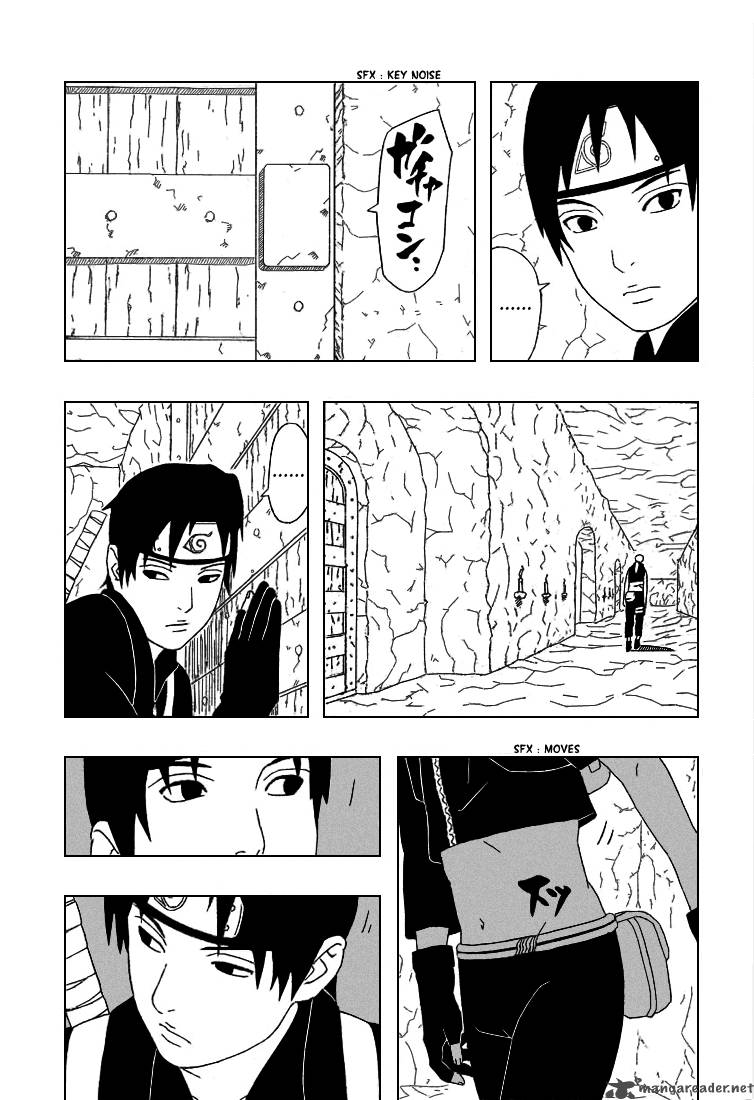 SFX : KEY NOISE
……
ガチャコン‥
……
SFX : MOVES
ズッ
mangareader.net